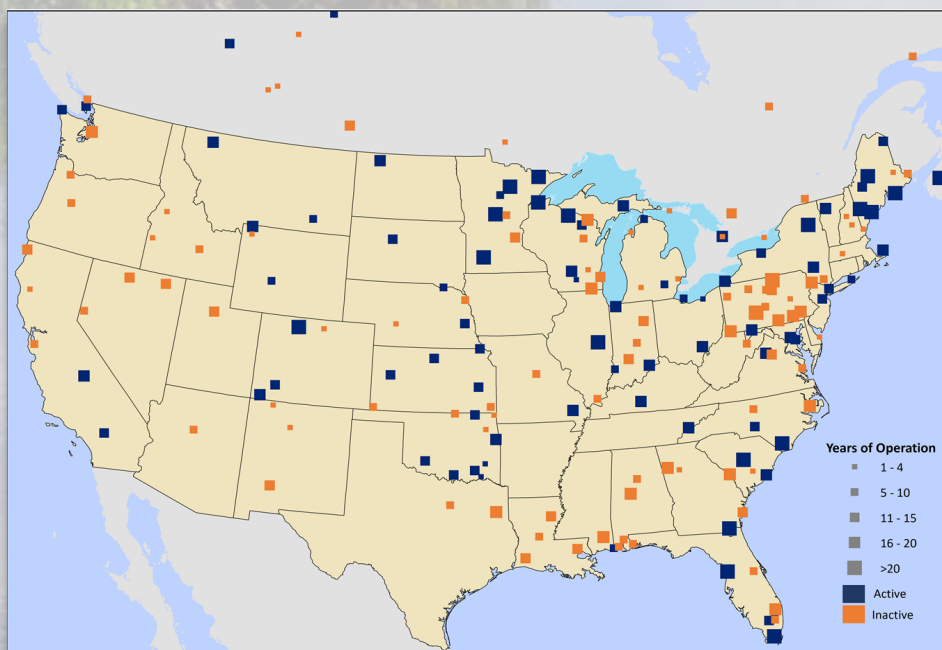 Years of Operation
1 - 4
5 - 10
11 - 15
16 - 20
>20
Active
Inactive